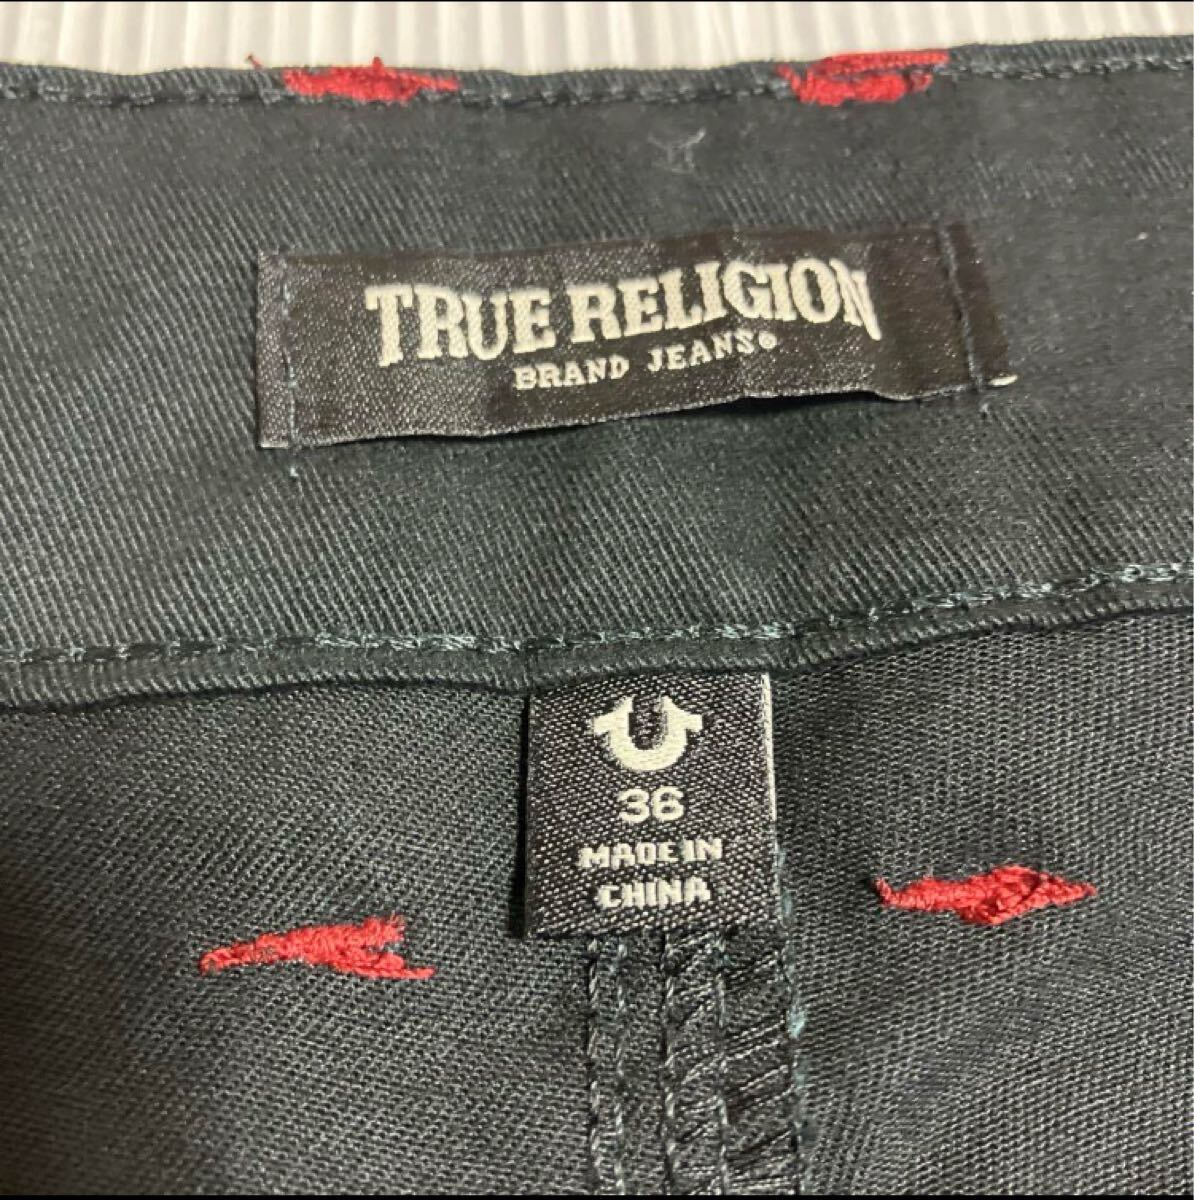 TRUE RELIGION
BRAND JEANS®
36
MADE IN
CHINA